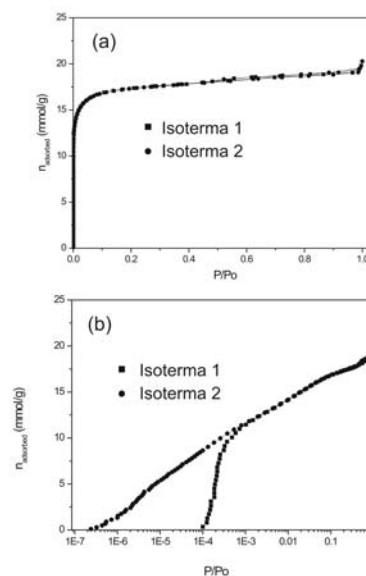 (a)
25
20
15
10
5
0
n adsorbed (mmol/g)
Isoterma 1
Isoterma 2
0.0 0.2 0.4 0.6 0.8 1.0
P/Po
(b)
25
20
15
10
5
0
n adsorbed (mmol/g)
Isoterma 1
Isoterma 2
1E-7 1E-6 1E-5 1E-4 1E-3 0.01 0.1
P/Po